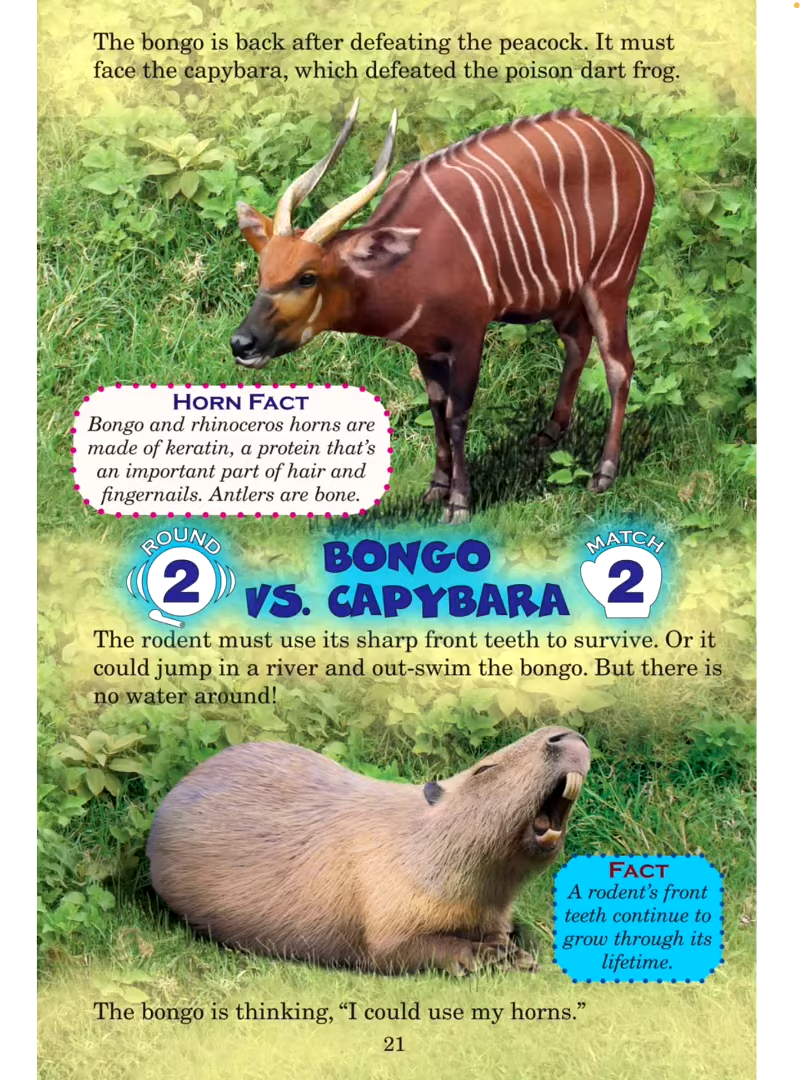 The bongo is back after defeating the peacock. It must
face the capybara, which defeated the poison dart frog.
HORN FACT
Bongo and rhinoceros horns are
made of keratin, a protein that's
an important part of hair and
fingernails. Antlers are bone.
ROUND
2
BONGO
VS. CAPYBARA
MATCH
2
The rodent must use its sharp front teeth to survive. Or it
could jump in a river and out-swim the bongo. But there is
no water around!
FACT
A rodent's front
teeth continue to
grow through its
lifetime.
The bongo is thinking, “I could use my horns.”
21